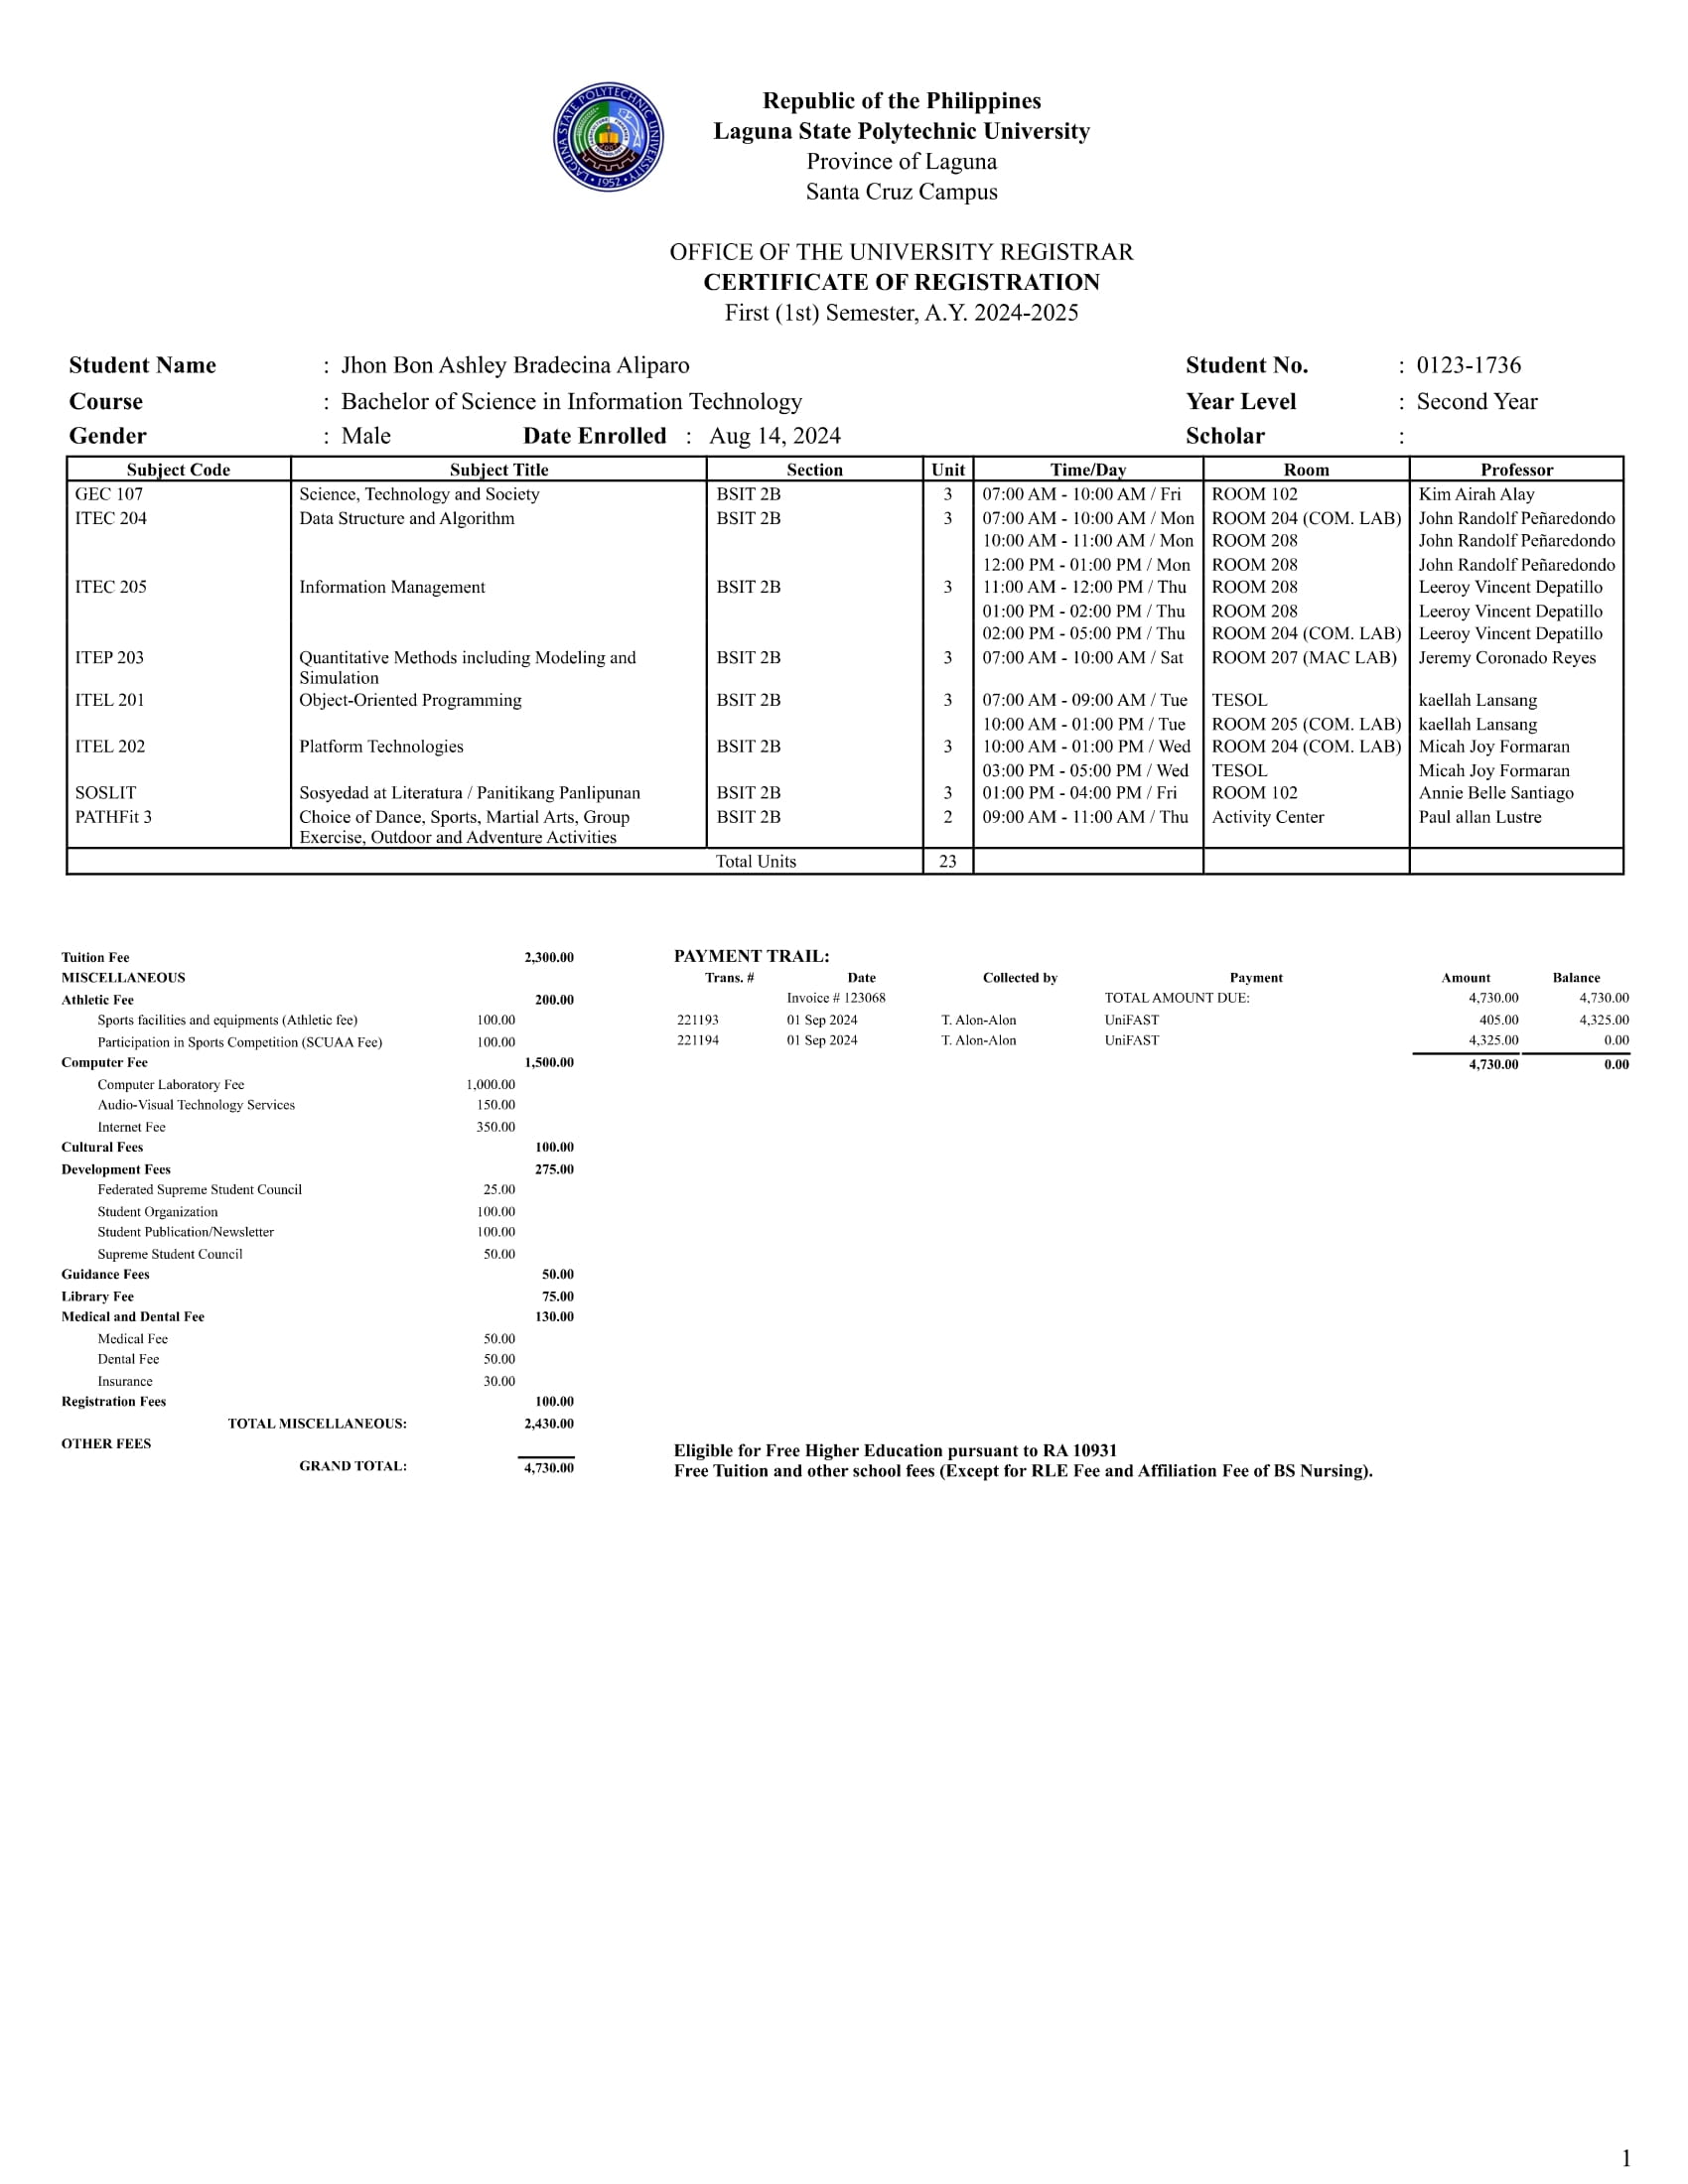 LAGUNA STATE POLYTECHNIC UNIVERSITY
• 1952 •
Republic of the Philippines
Laguna State Polytechnic University
Province of Laguna
Santa Cruz Campus
OFFICE OF THE UNIVERSITY REGISTRAR
CERTIFICATE OF REGISTRATION
First (1st) Semester, A.Y. 2024-2025
Student Name : Jhon Bon Ashley Bradecina Aliparo Student No. : 0123-1736
Course : Bachelor of Science in Information Technology Year Level : Second Year
Gender : Male Date Enrolled : Aug 14, 2024 Scholar :
Subject Code Subject Title Section Unit Time/Day Room Professor
GEC 107 Science, Technology and Society BSIT 2B 3 07:00 AM - 10:00 AM / Fri ROOM 102 Kim Airah Alay
ITEC 204 Data Structure and Algorithm BSIT 2B 3 07:00 AM - 10:00 AM / Mon ROOM 204 (COM. LAB) John Randolf Peñaredondo
10:00 AM - 11:00 AM / Mon ROOM 208 John Randolf Peñaredondo
12:00 PM - 01:00 PM / Mon ROOM 208 John Randolf Peñaredondo
ITEC 205 Information Management BSIT 2B 3 11:00 AM - 12:00 PM / Thu ROOM 208 Leeroy Vincent Depatillo
01:00 PM - 02:00 PM / Thu ROOM 208 Leeroy Vincent Depatillo
02:00 PM - 05:00 PM / Thu ROOM 204 (COM. LAB) Leeroy Vincent Depatillo
ITEP 203 Quantitative Methods including Modeling and BSIT 2B 3 07:00 AM - 10:00 AM / Sat ROOM 207 (MAC LAB) Jeremy Coronado Reyes
Simulation
ITEL 201 Object-Oriented Programming BSIT 2B 3 07:00 AM - 09:00 AM / Tue TESOL kaellah Lansang
10:00 AM - 01:00 PM / Tue ROOM 205 (COM. LAB) kaellah Lansang
ITEL 202 Platform Technologies BSIT 2B 3 10:00 AM - 01:00 PM / Wed ROOM 204 (COM. LAB) Micah Joy Formaran
03:00 PM - 05:00 PM / Wed TESOL Micah Joy Formaran
SOSLIT Sosyedad at Literatura / Panitikang Panlipunan BSIT 2B 3 01:00 PM - 04:00 PM / Fri ROOM 102 Annie Belle Santiago
PATHFit 3 Choice of Dance, Sports, Martial Arts, Group BSIT 2B 2 09:00 AM - 11:00 AM / Thu Activity Center Paul allan Lustre
Exercise, Outdoor and Adventure Activities
Total Units 23
Tuition Fee 2,300.00
MISCELLANEOUS
Athletic Fee 200.00
Sports facilities and equipments (Athletic fee) 100.00
Participation in Sports Competition (SCUAA Fee) 100.00
Computer Fee 1,500.00
Computer Laboratory Fee 1,000.00
Audio-Visual Technology Services 150.00
Internet Fee 350.00
Cultural Fees 100.00
Development Fees 275.00
Federated Supreme Student Council 25.00
Student Organization 100.00
Student Publication/Newsletter 100.00
Supreme Student Council 50.00
Guidance Fees 50.00
Library Fee 75.00
Medical and Dental Fee 130.00
Medical Fee 50.00
Dental Fee 50.00
Insurance 30.00
Registration Fees 100.00
TOTAL MISCELLANEOUS: 2,430.00
OTHER FEES
GRAND TOTAL: 4,730.00
PAYMENT TRAIL:
Trans. # Date Collected by Payment Amount Balance
Invoice # 123068 TOTAL AMOUNT DUE: 4,730.00 4,730.00
221193 01 Sep 2024 T. Alon-Alon UniFAST 405.00 4,325.00
221194 01 Sep 2024 T. Alon-Alon UniFAST 4,325.00 0.00
4,730.00 0.00
Eligible for Free Higher Education pursuant to RA 10931
Free Tuition and other school fees (Except for RLE Fee and Affiliation Fee of BS Nursing).
1